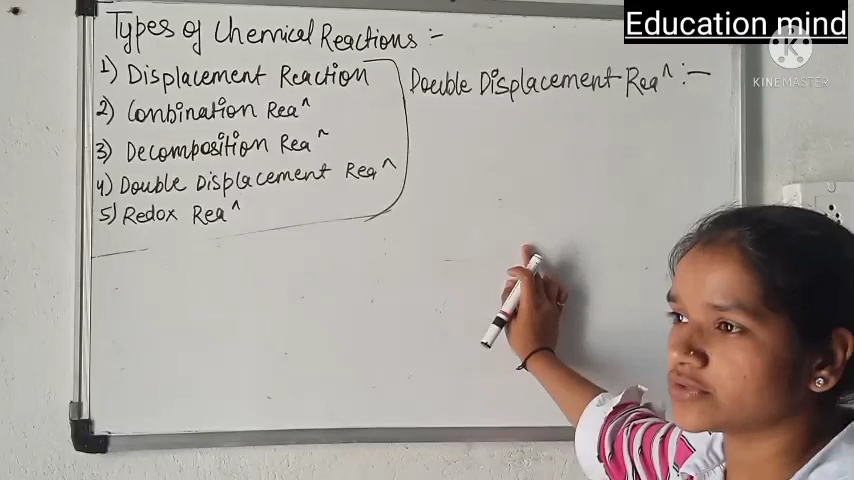 Types of Chemical Reactions :-
1) Displacement Reaction
2) Combination Rea^
3) Decomposition Rea^
4) Double Displacement Rea^
5) Redox Rea^
Double Displacement Rea^ :-
Education mind
K
KINEMASTER